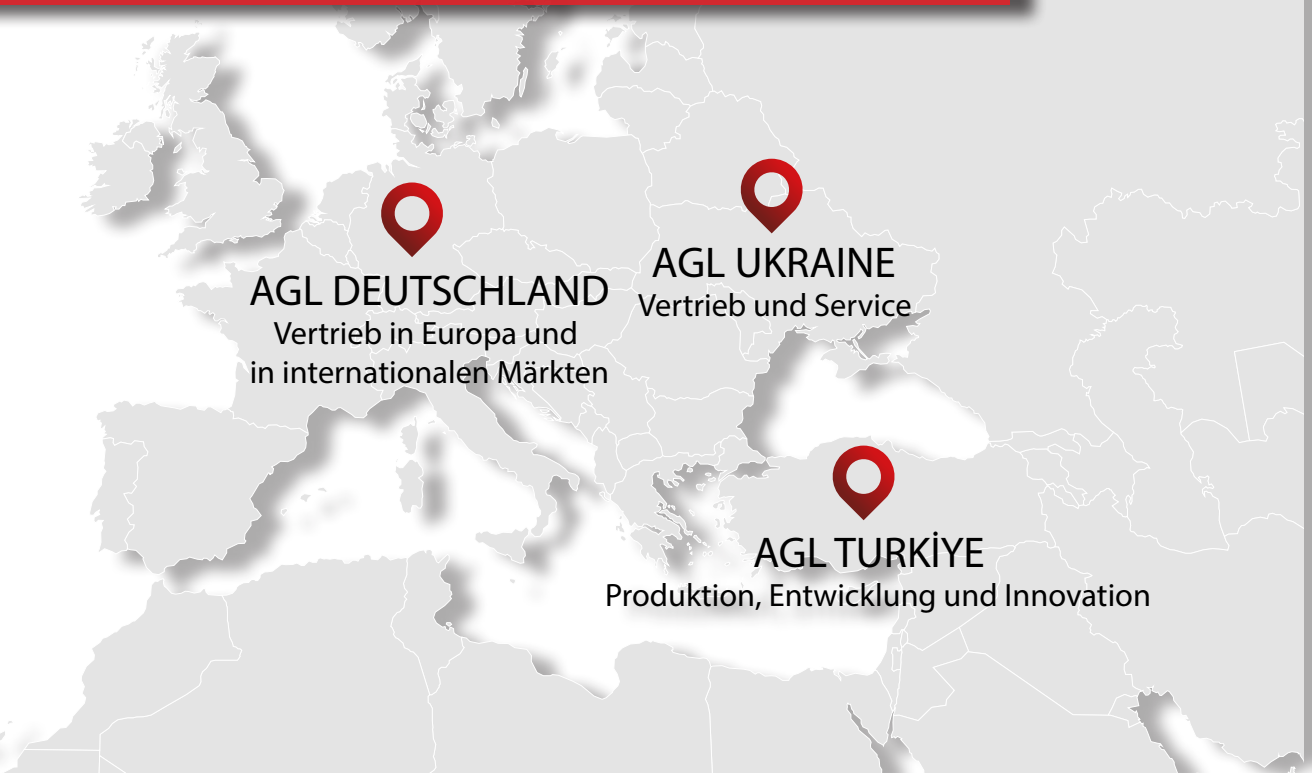 AGL DEUTSCHLAND
Vertrieb in Europa und
in internationalen Märkten
AGL UKRAINE
Vertrieb und Service
AGL TURKİYE
Produktion, Entwicklung und Innovation